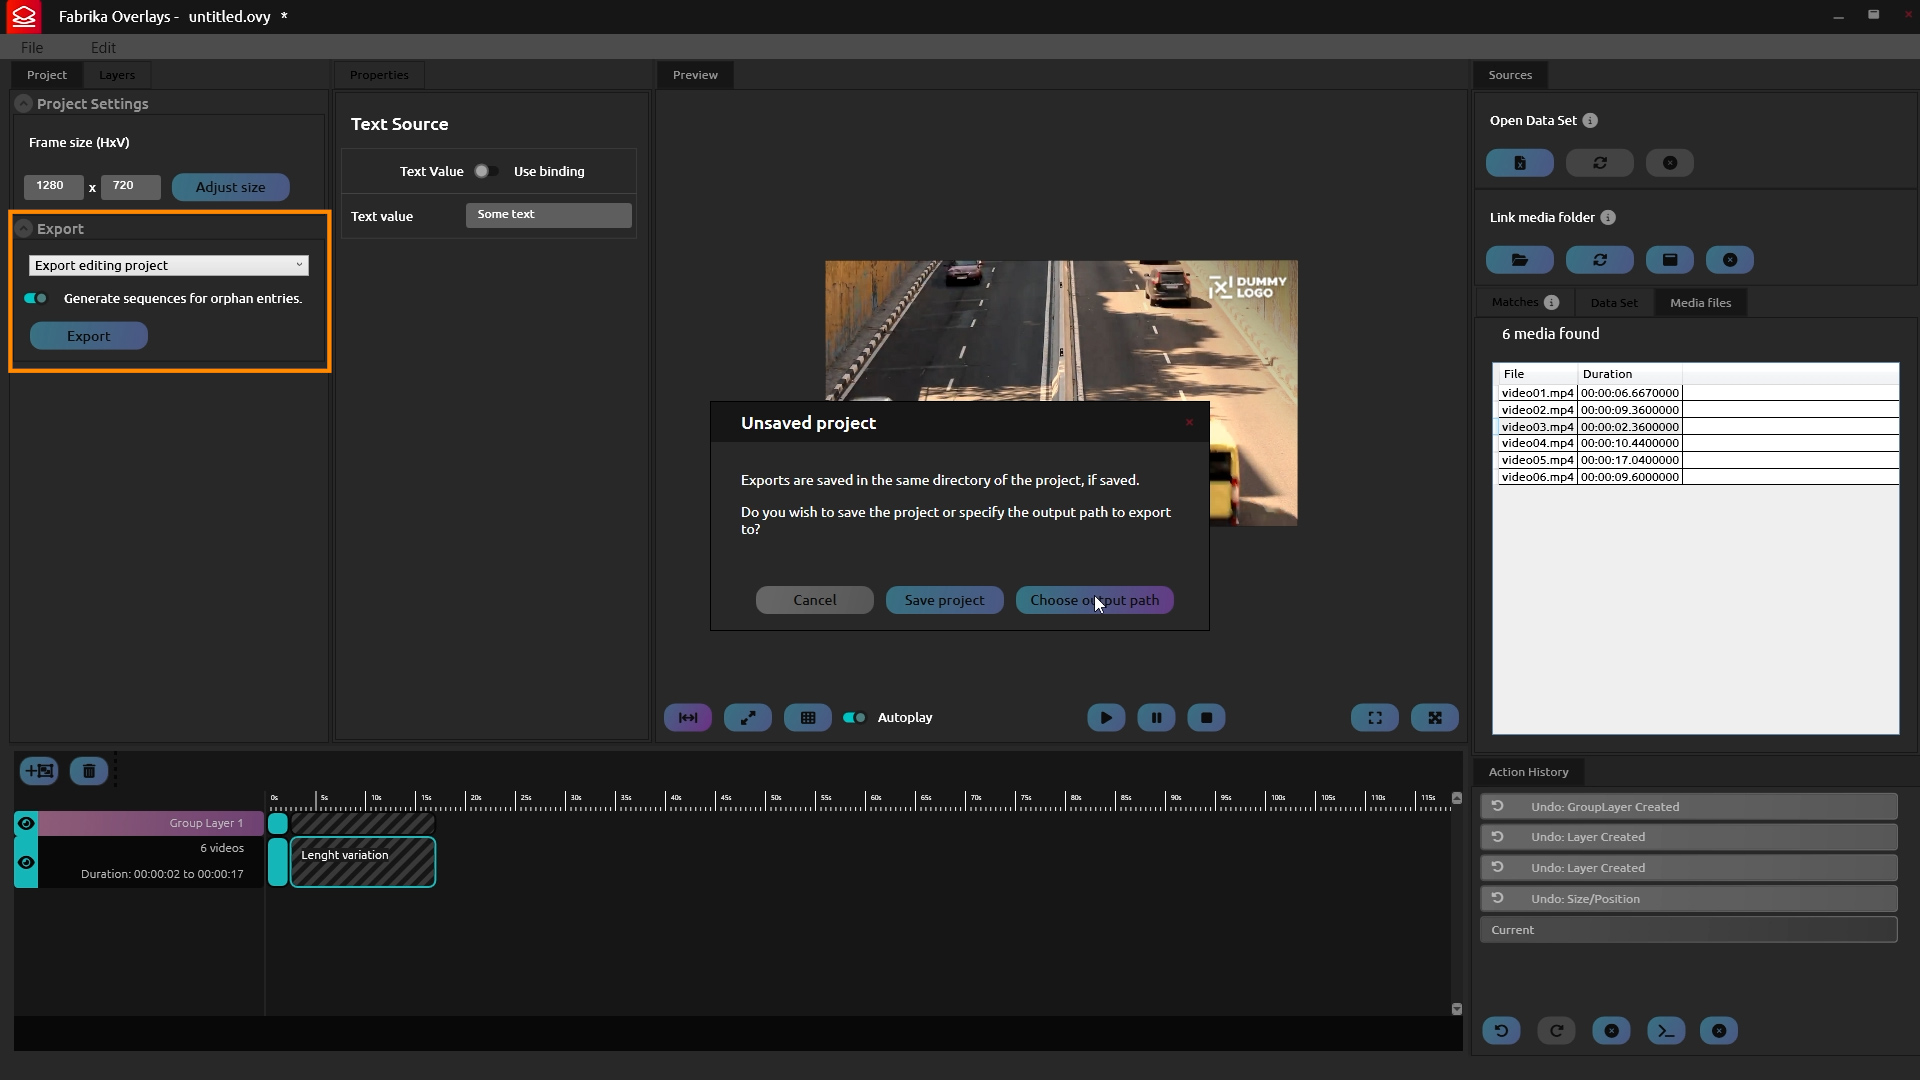 Fabrika Overlays - untitled.ovy *
File
Edit
Project
Layers
Properties
Preview
Sources
Project Settings
Frame size (HxV)
1280 x 720
Adjust size
Export
Export editing project
Generate sequences for orphan entries.
Export
Text Source
Text Value
Use binding
Text value
Some text
DUMMY
LOGO
Unsaved project
Exports are saved in the same directory of the project, if saved.
Do you wish to save the project or specify the output path to export
to?
Cancel
Save project
Choose output path
Autoplay
Open Data Set
Link media folder
Matches
Data Set
Media files
6 media found
File Duration
video01.mp4 00:00:06.6670000
video02.mp4 00:00:09.3600000
video03.mp4 00:00:02.3600000
video04.mp4 00:00:10.4400000
video05.mp4 00:00:17.0400000
video06.mp4 00:00:09.6000000
0s 5s 10s 15s 20s 25s 30s 35s 40s 45s 50s 55s 60s 65s 70s 75s 80s 85s 90s 95s 100s 105s 110s 115s
Group Layer 1
6 videos
Duration: 00:00:02 to 00:00:17
Lenght variation
Action History
Undo: GroupLayer Created
Undo: Layer Created
Undo: Layer Created
Undo: Size/Position
Current